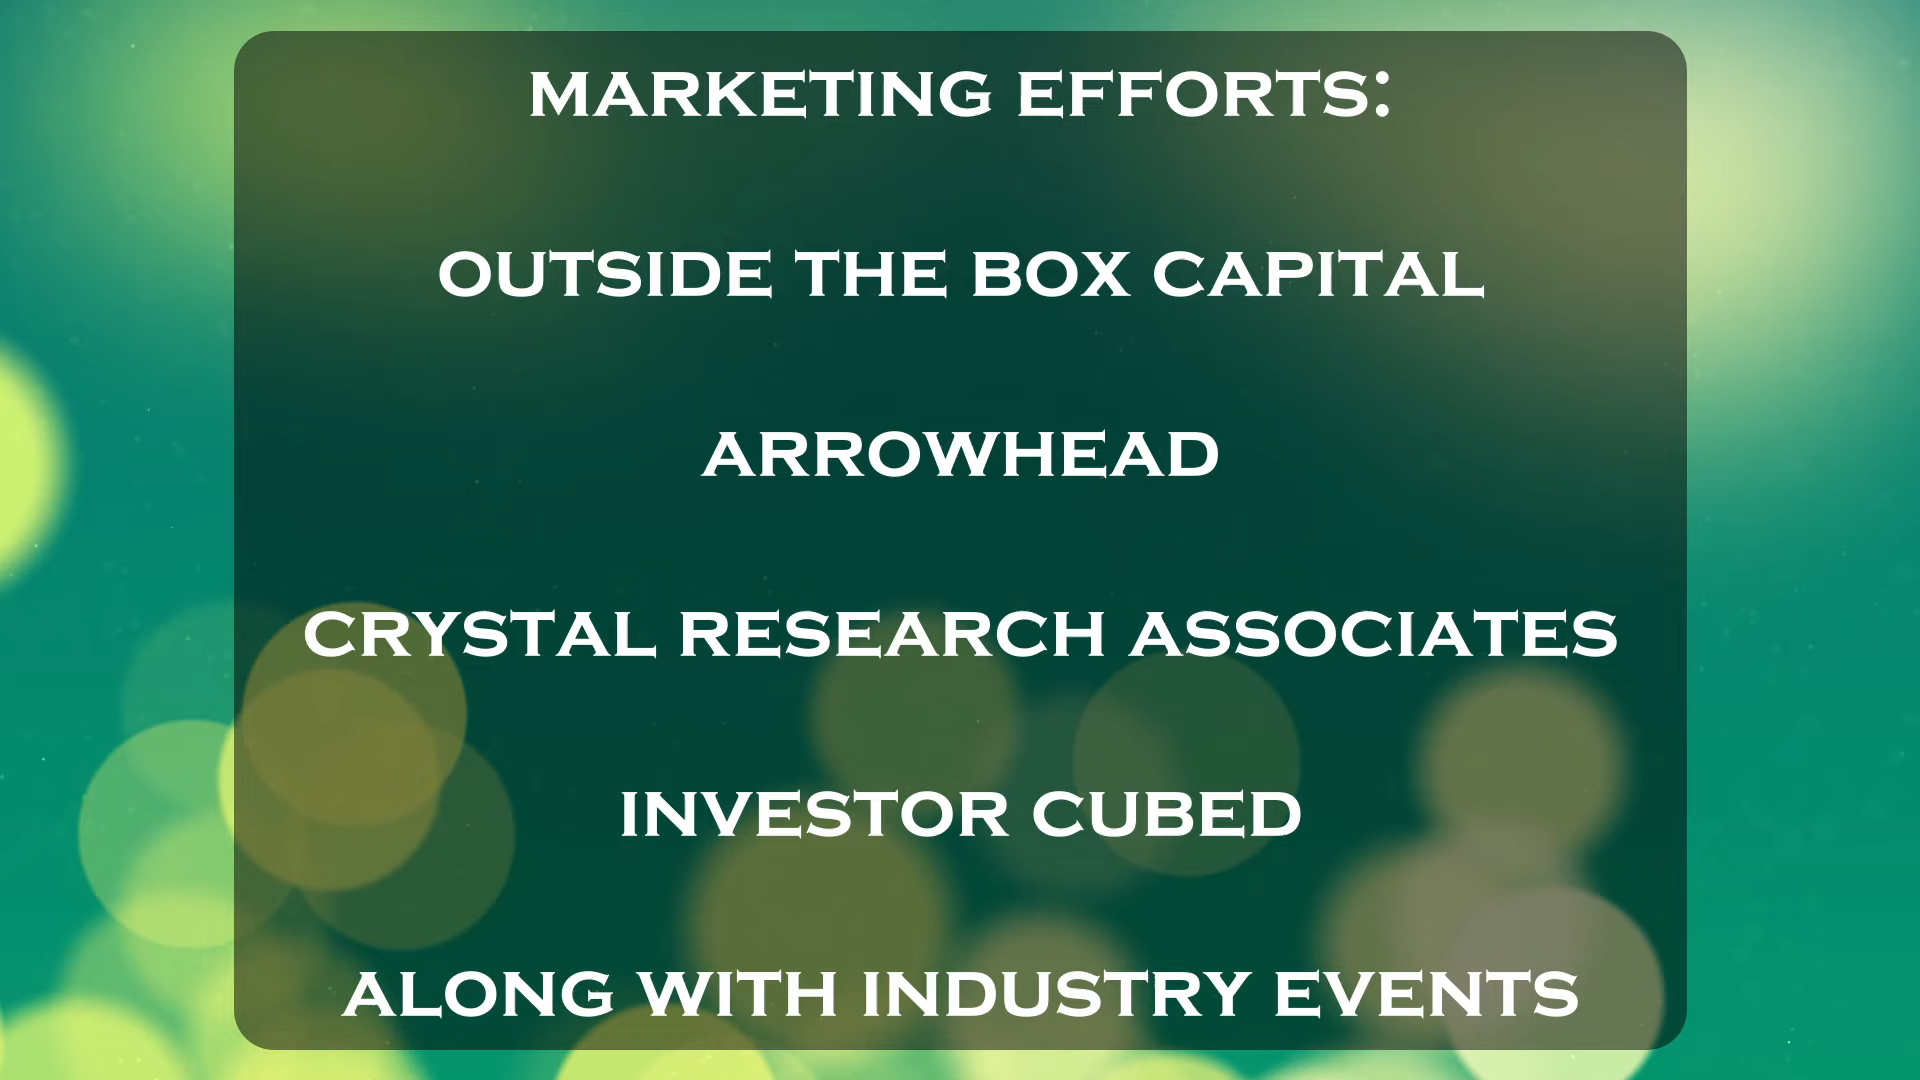 MARKETING EFFORTS:
OUTSIDE THE BOX CAPITAL
ARROWHEAD
CRYSTAL RESEARCH ASSOCIATES
INVESTOR CUBED
ALONG WITH INDUSTRY EVENTS